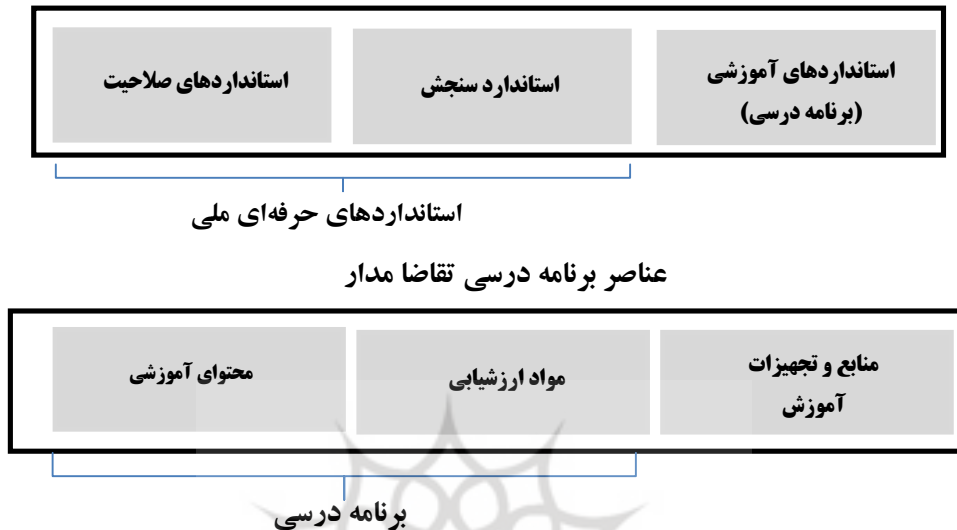 استانداردهای آموزشی
(برنامه درسی)
استاندارد سنجش
استانداردهای صلاحیت
استانداردهای حرفه‌ای ملی
عناصر برنامه درسی تقاضا مدار
منابع و تجهیزات
آموزش
مواد ارزشیابی
محتوای آموزشی
برنامه درسی